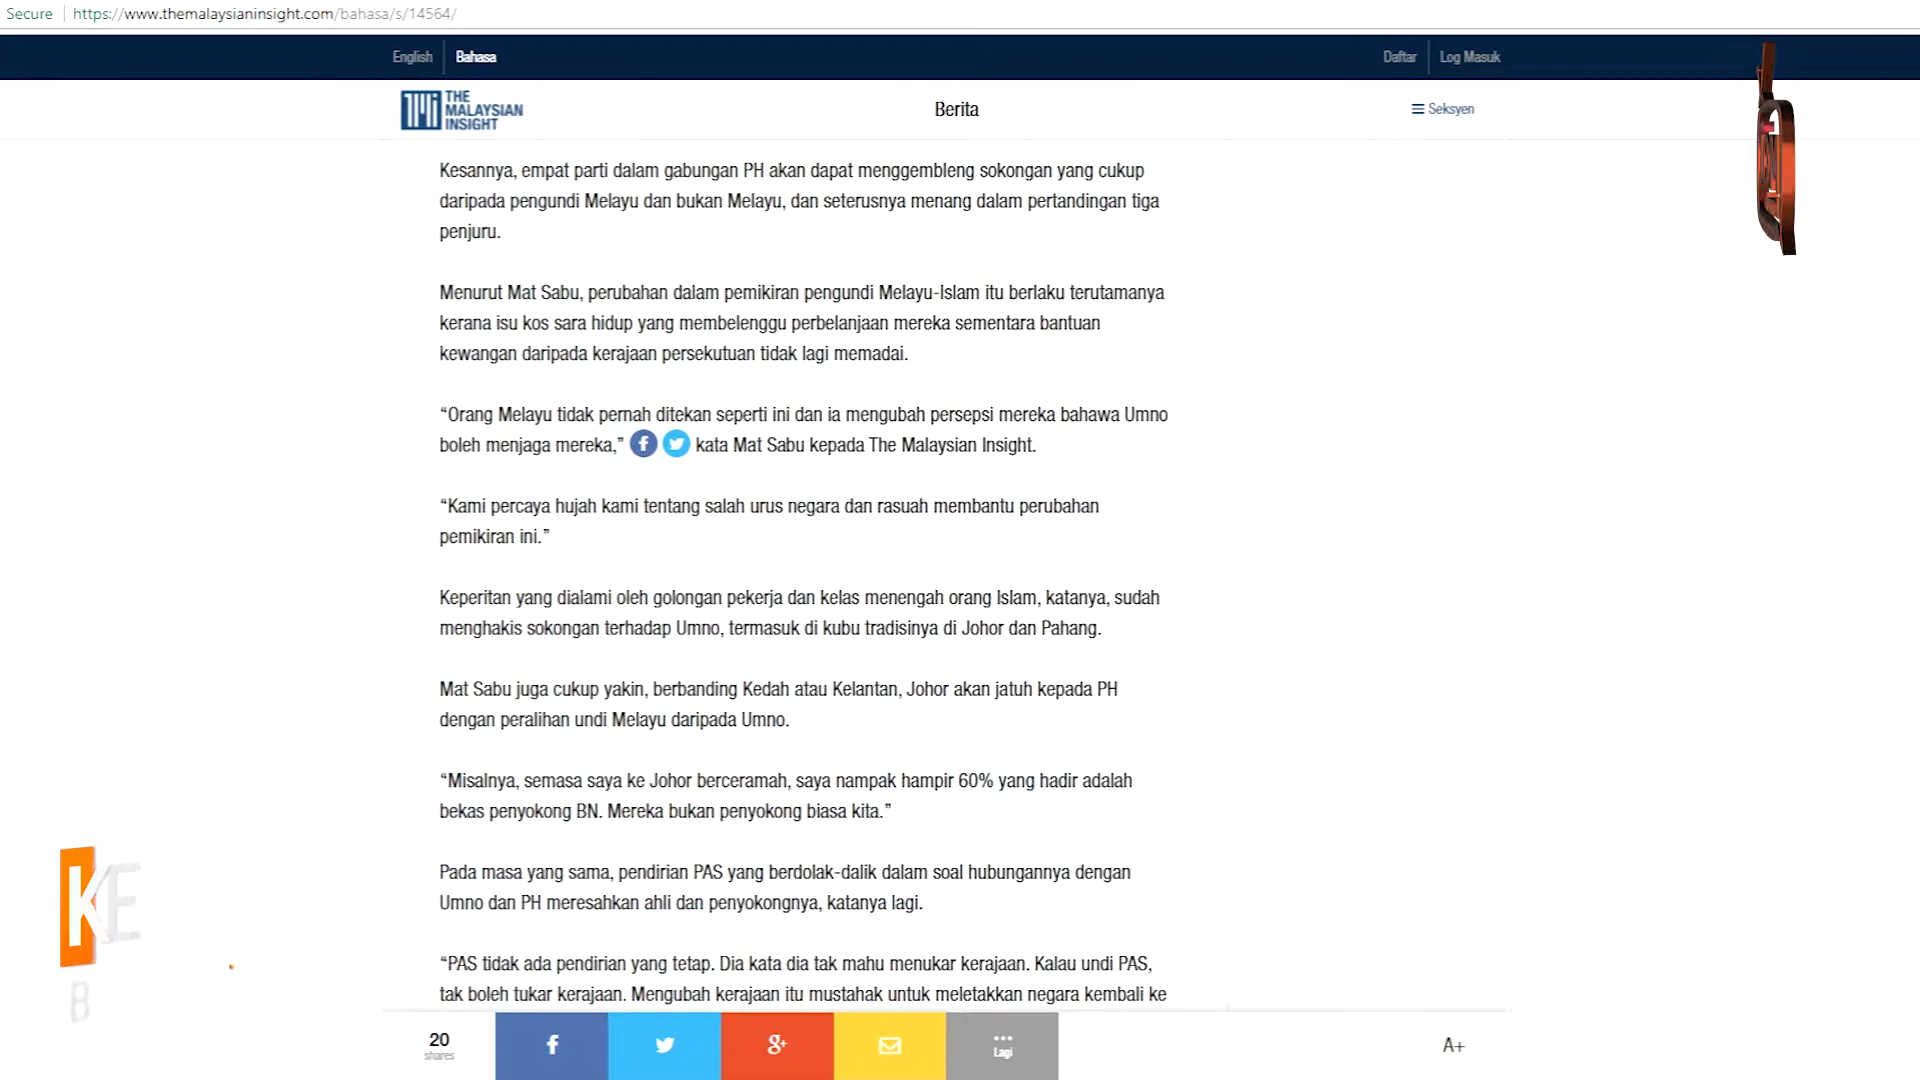 Secure https://www.themalaysianinsight.com/bahasa/s/14564/
English Bahasa Daftar Log Masuk
THE
MALAYSIAN
INSIGHT
Berita
Seksyen
Kesannya, empat parti dalam gabungan PH akan dapat menggembleng sokongan yang cukup
daripada pengundi Melayu dan bukan Melayu, dan seterusnya menang dalam pertandingan tiga
penjuru.
Menurut Mat Sabu, perubahan dalam pemikiran pengundi Melayu-Islam itu berlaku terutamanya
kerana isu kos sara hidup yang membelenggu perbelanjaan mereka sementara bantuan
kewangan daripada kerajaan persekutuan tidak lagi memadai.
“Orang Melayu tidak pernah ditekan seperti ini dan ia mengubah persepsi mereka bahawa Umno
boleh menjaga mereka,” kata Mat Sabu kepada The Malaysian Insight.
“Kami percaya hujah kami tentang salah urus negara dan rasuah membantu perubahan
pemikiran ini.”
Keperitan yang dialami oleh golongan pekerja dan kelas menengah orang Islam, katanya, sudah
menghakis sokongan terhadap Umno, termasuk di kubu tradisinya di Johor dan Pahang.
Mat Sabu juga cukup yakin, berbanding Kedah atau Kelantan, Johor akan jatuh kepada PH
dengan peralihan undi Melayu daripada Umno.
“Misalnya, semasa saya ke Johor berceramah, saya nampak hampir 60% yang hadir adalah
bekas penyokong BN. Mereka bukan penyokong biasa kita.”
Pada masa yang sama, pendirian PAS yang berdolak-dalik dalam soal hubungannya dengan
Umno dan PH meresahkan ahli dan penyokongnya, katanya lagi.
“PAS tidak ada pendirian yang tetap. Dia kata dia tak mahu menukar kerajaan. Kalau undi PAS,
tak boleh tukar kerajaan. Mengubah kerajaan itu mustahak untuk meletakkan negara kembali ke
KE
B
20
shares
Lagi
A+